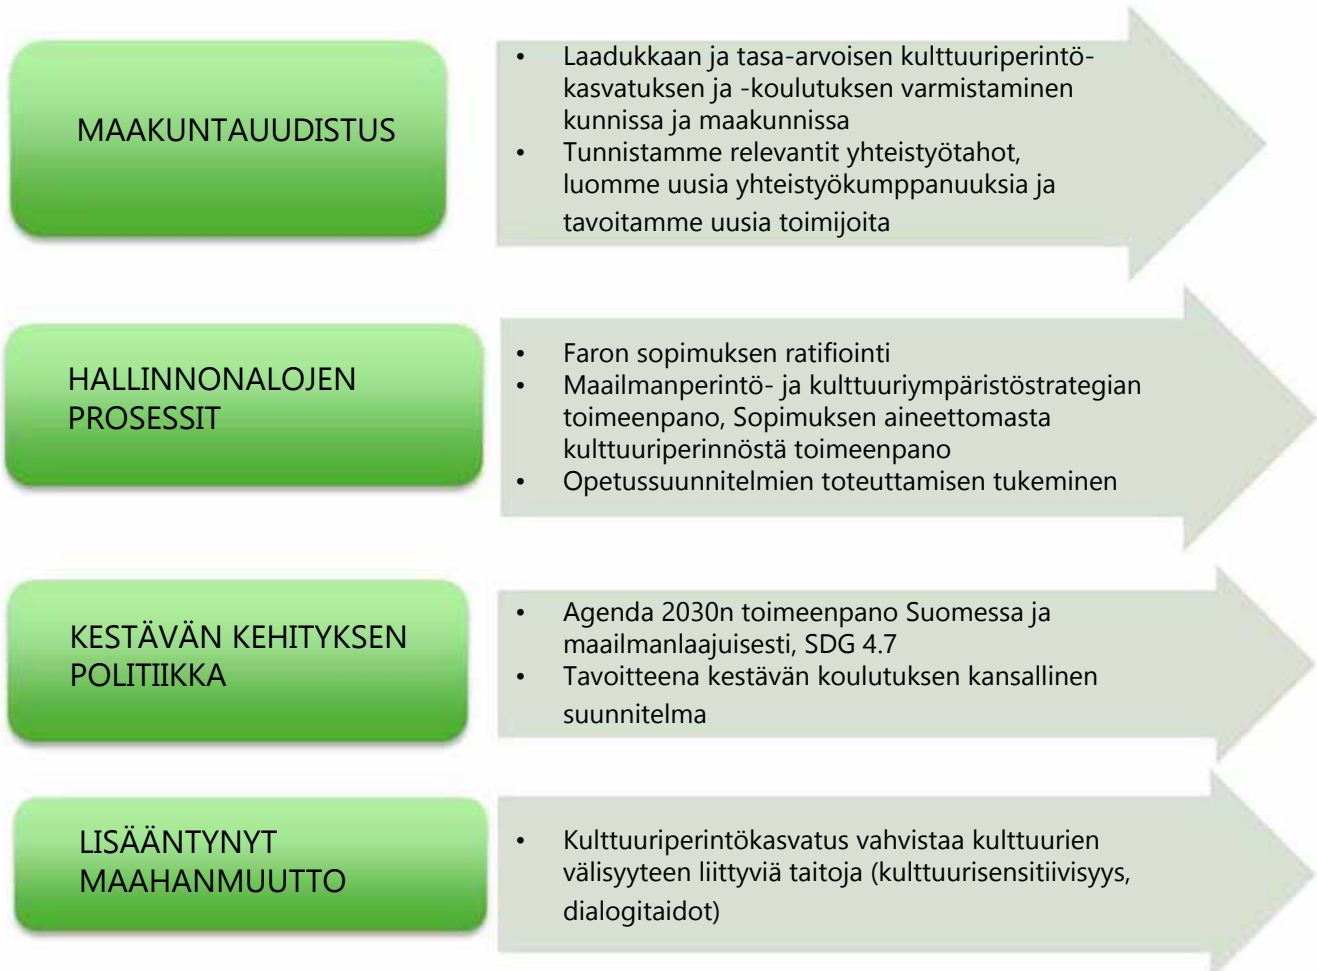 MAAKUNTAUUDISTUS
• Laadukkaan ja tasa-arvoisen kulttuuriperintö-
kasvatuksen ja -koulutuksen varmistaminen
kunnissa ja maakunnissa
• Tunnistamme relevantit yhteistyötahot,
luomme uusia yhteistyökumppanuuksia ja
tavoitamme uusia toimijoita
HALLINNONALOJEN
PROSESSIT
• Faron sopimuksen ratifiointi
• Maailmanperintö- ja kulttuuriympäristöstrategian
toimeenpano, Sopimuksen aineettomasta
kulttuuriperinnöstä toimeenpano
• Opetussuunnitelmien toteuttamisen tukeminen
KESTÄVÄN KEHITYKSEN
POLITIIKKA
• Agenda 2030n toimeenpano Suomessa ja
maailmanlaajuisesti, SDG 4.7
• Tavoitteena kestävän koulutuksen kansallinen
suunnitelma
LISÄÄNTYNYT
MAAHANMUUTTO
• Kulttuuriperintökasvatus vahvistaa kulttuurien
välisyyteen liittyviä taitoja (kulttuurisensitiivisyys,
dialogitaidot)